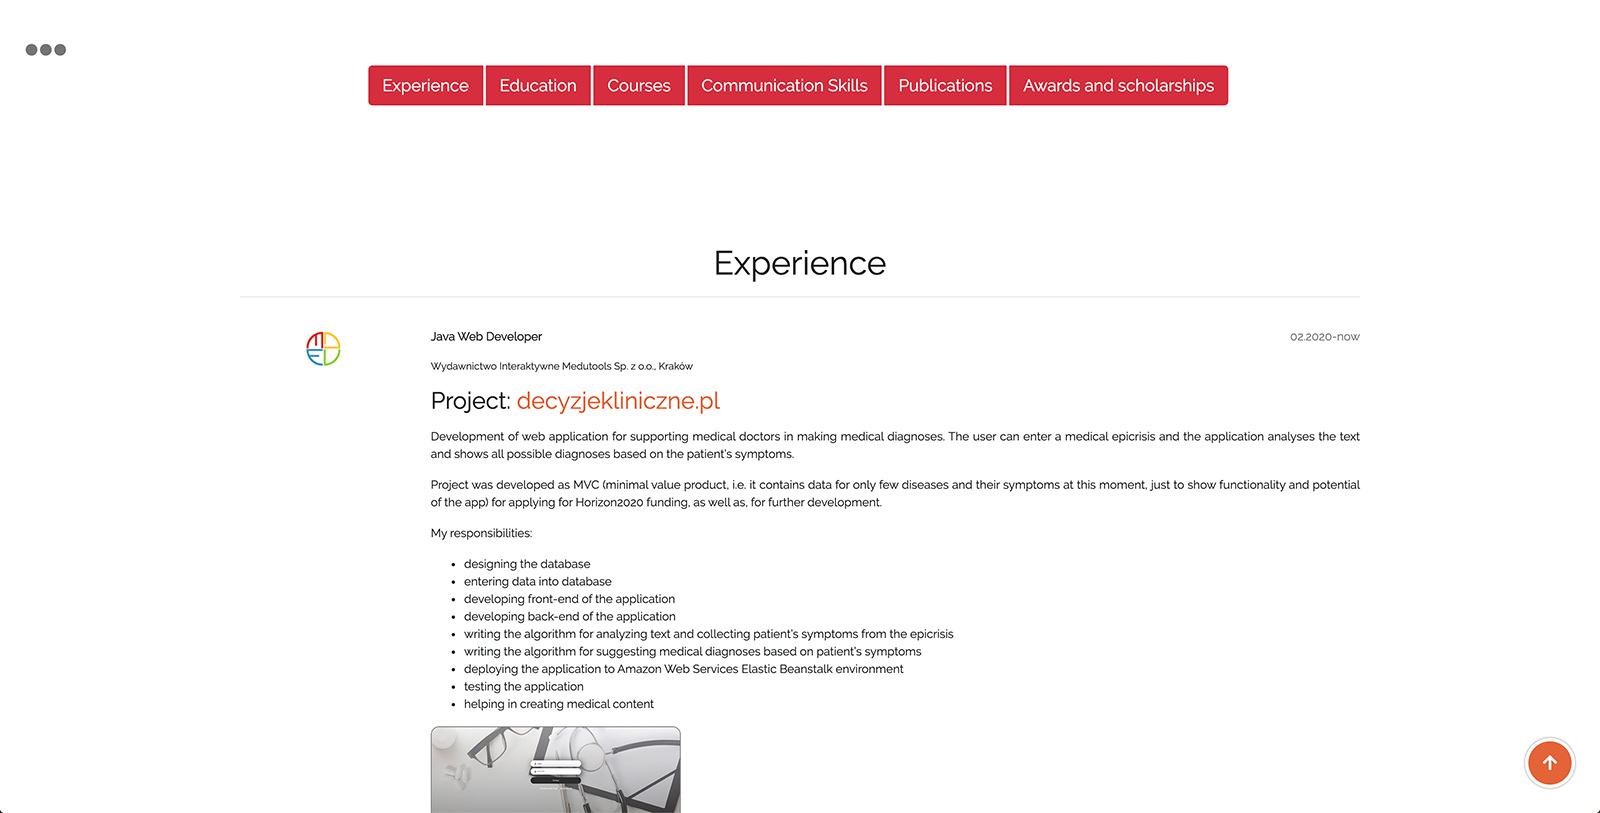 Experience
Education
Courses
Communication Skills
Publications
Awards and scholarships
Experience
Java Web Developer
02.2020-now
Wydawnictwo Interaktywne Medutools Sp. z o.o., Kraków
Project: decyzjekliniczne.pl
Development of web application for supporting medical doctors in making medical diagnoses. The user can enter a medical epicrisis and the application analyses the text
and shows all possible diagnoses based on the patient's symptoms.
Project was developed as MVC (minimal value product, i.e. it contains data for only few diseases and their symptoms at this moment, just to show functionality and potential
of the app) for applying for Horizon2020 funding, as well as, for further development.
My responsibilities:
• designing the database
• entering data into database
• developing front-end of the application
• developing back-end of the application
• writing the algorithm for analyzing text and collecting patient's symptoms from the epicrisis
• writing the algorithm for suggesting medical diagnoses based on patient's symptoms
• deploying the application to Amazon Web Services Elastic Beanstalk environment
• testing the application
• helping in creating medical content